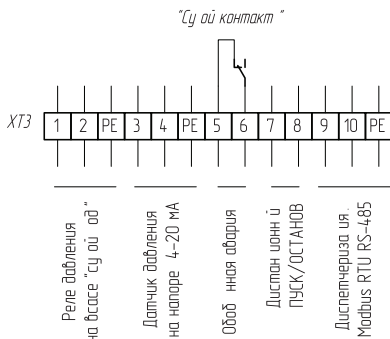 "Су ой контакт "
XT3
1 2 PE 3 4 PE 5 6 7 8 9 10 PE
Реле давления
на всасе "су ой од"
Датчик давления
на напоре 4-20 мА
Обоб нная авария
Дистан ионн й
ПУСК/ОСТАНОВ
Диспетчериза ия.
Modbus RTU RS-485